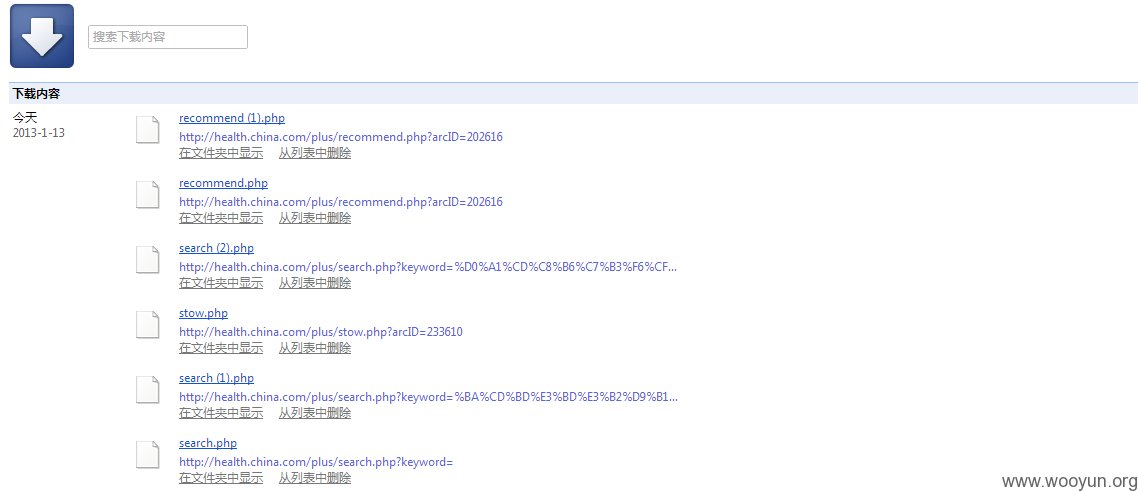 搜索下载内容
下载内容
今天
2013-1-13
recommend (1).php
http://health.china.com/plus/recommend.php?arcID=202616
在文件夹中显示 从列表中删除
recommend.php
http://health.china.com/plus/recommend.php?arcID=202616
在文件夹中显示 从列表中删除
search (2).php
http://health.china.com/plus/search.php?keyword=%D0%A1%CD%C8%B6%C7%B3%F6%CF...
在文件夹中显示 从列表中删除
stow.php
http://health.china.com/plus/stow.php?arcID=233610
在文件夹中显示 从列表中删除
search (1).php
http://health.china.com/plus/search.php?keyword=%BA%CD%BD%E3%BD%E3%B2%D9%B1...
在文件夹中显示 从列表中删除
search.php
http://health.china.com/plus/search.php?keyword=
在文件夹中显示 从列表中删除
www.wooyun.org